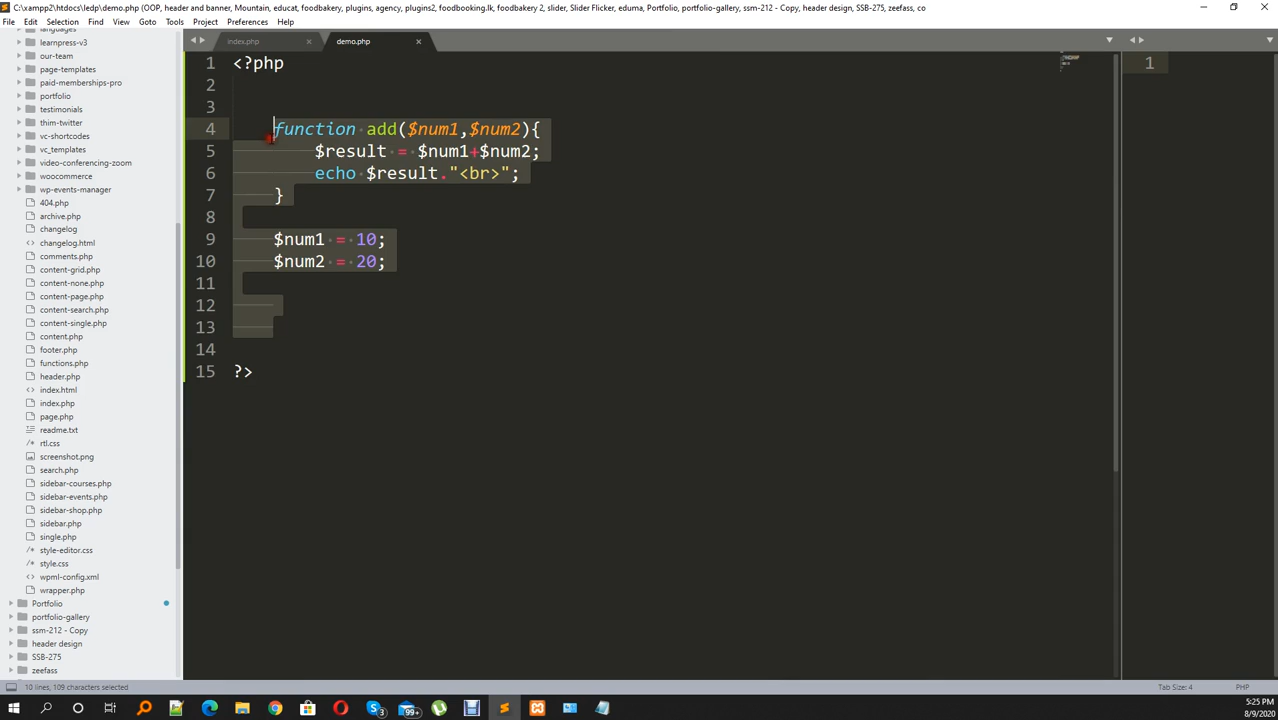 C:\xampp2\htdocs\ledp\demo.php (OOP, header and banner, Mountain, educat, foodbakery, plugins, agency, plugins2, foodbooking.lk, foodbakery 2, slider, Slider Flicker, eduma, Portfolio, portfolio-gallery, ssm-212 - Copy, header design, SSB-275, zeefass, co
File Edit Selection Find View Goto Tools Project Preferences Help
languages
learnpress-v3
our-team
page-templates
paid-memberships-pro
portfolio
testimonials
thim-twitter
vc-shortcodes
vc_templates
video-conferencing-zoom
woocommerce
wp-events-manager
404.php
archive.php
changelog
changelog.html
comments.php
content-grid.php
content-none.php
content-page.php
content-search.php
content-single.php
content.php
footer.php
functions.php
header.php
index.html
index.php
page.php
readme.txt
rtl.css
screenshot.png
search.php
sidebar-courses.php
sidebar-events.php
sidebar-shop.php
sidebar.php
single.php
style-editor.css
style.css
wpml-config.xml
wrapper.php
Portfolio
portfolio-gallery
ssm-212 - Copy
header design
SSB-275
zeefass
index.php demo.php
1 <?php
2
3
4 function add($num1,$num2){
5 $result = $num1+$num2;
6 echo $result."<br>";
7 }
8
9 $num1 = 10;
10 $num2 = 20;
11
12
13
14
15 ?>
1
10 lines, 109 characters selected
Tab Size: 4 PHP
3 99+
5:25 PM
8/9/2020